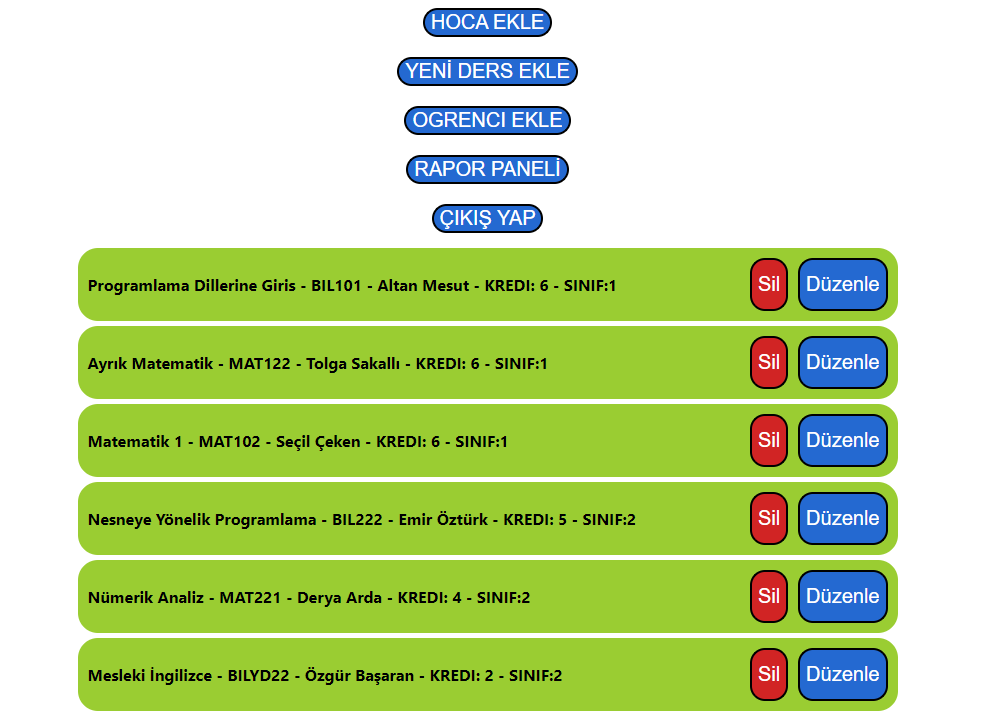 HOCA EKLE
YENİ DERS EKLE
OGRENCI EKLE
RAPOR PANELİ
ÇIKIŞ YAP
Programlama Dillerine Giris - BIL101 - Altan Mesut - KREDI: 6 - SINIF:1 Sil Düzenle
Ayrık Matematik - MAT122 - Tolga Sakallı - KREDI: 6 - SINIF:1 Sil Düzenle
Matematik 1 - MAT102 - Seçil Çeken - KREDI: 6 - SINIF:1 Sil Düzenle
Nesneye Yönelik Programlama - BIL222 - Emir Öztürk - KREDI: 5 - SINIF:2 Sil Düzenle
Nümerik Analiz - MAT221 - Derya Arda - KREDI: 4 - SINIF:2 Sil Düzenle
Mesleki İngilizce - BILYD22 - Özgür Başaran - KREDI: 2 - SINIF:2 Sil Düzenle